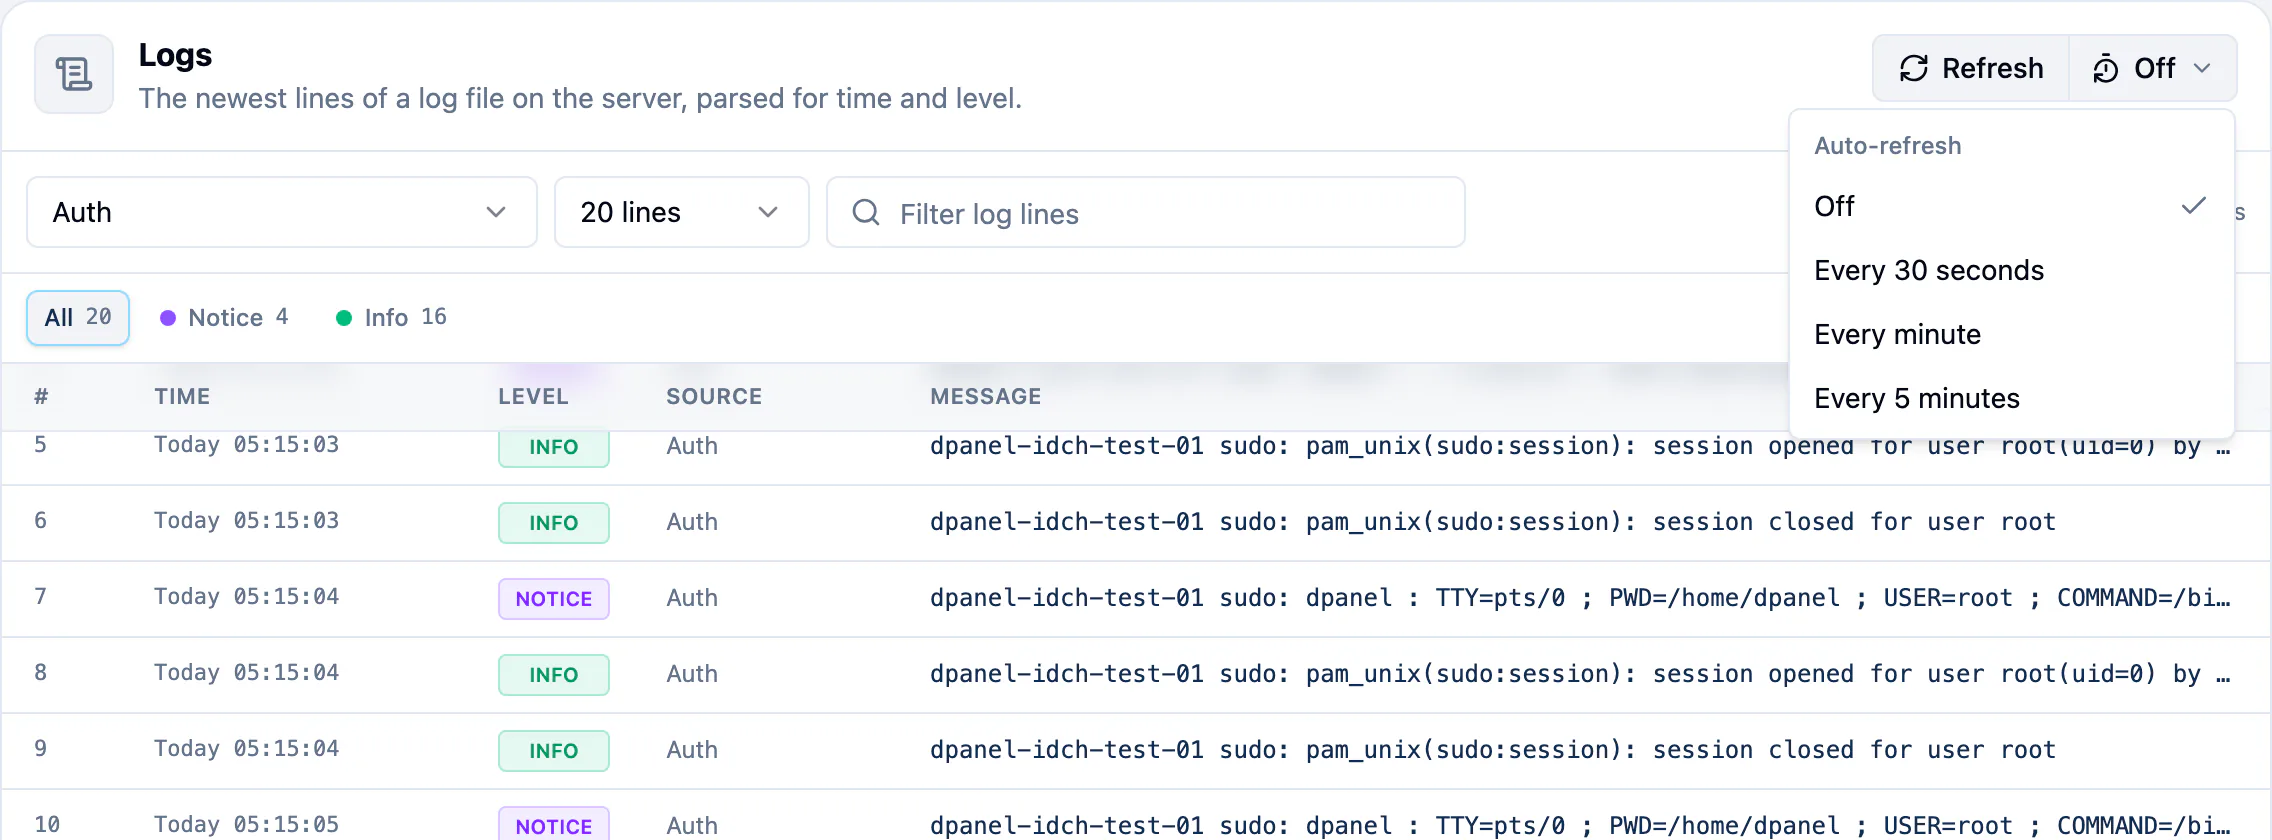 Logs
The newest lines of a log file on the server, parsed for time and level.
Refresh
Off
Auto-refresh
Off
Every 30 seconds
Every minute
Every 5 minutes
Auth
20 lines
Filter log lines
s
All 20
Notice 4
Info 16
# TIME LEVEL SOURCE MESSAGE
5 Today 05:15:03 INFO Auth dpanel-idch-test-01 sudo: pam_unix(sudo:session): session opened for user root(uid=0) by …
6 Today 05:15:03 INFO Auth dpanel-idch-test-01 sudo: pam_unix(sudo:session): session closed for user root
7 Today 05:15:04 NOTICE Auth dpanel-idch-test-01 sudo: dpanel : TTY=pts/0 ; PWD=/home/dpanel ; USER=root ; COMMAND=/bi…
8 Today 05:15:04 INFO Auth dpanel-idch-test-01 sudo: pam_unix(sudo:session): session opened for user root(uid=0) by …
9 Today 05:15:04 INFO Auth dpanel-idch-test-01 sudo: pam_unix(sudo:session): session closed for user root
10 Today 05:15:05 NOTICE Auth dpanel-idch-test-01 sudo: dpanel : TTY=pts/0 ; PWD=/home/dpanel ; USER=root ; COMMAND=/bi…